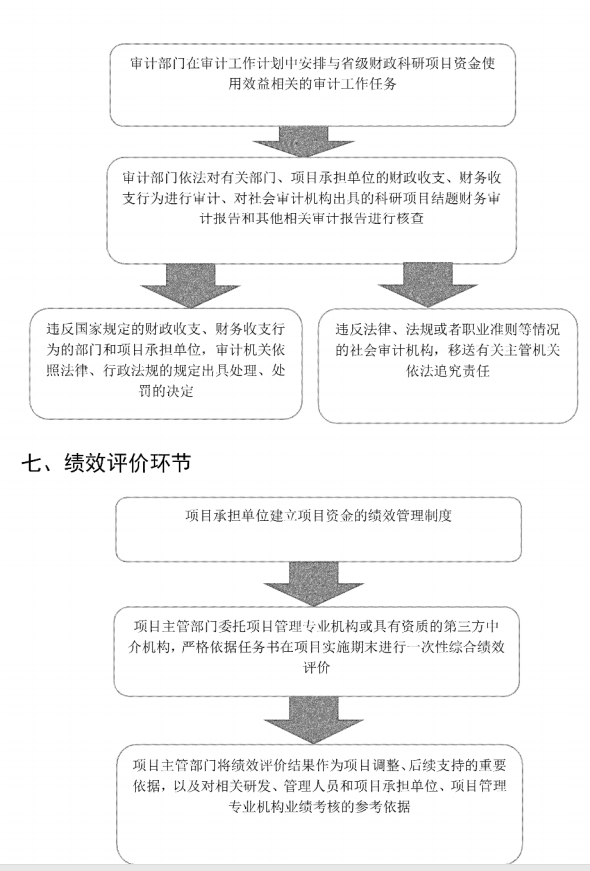 审计部门在审计工作计划中安排与省级财政科研项目资金使
用效益相关的审计工作任务
审计部门依法对有关部门、项目承担单位的财政收支、财务收
支行为进行审计、对社会审计机构出具的科研项目结题财务审
计报告和其他相关审计报告进行核查
违反国家规定的财政收支、财务收支行
为的部门和项目承担单位，审计机关依
照法律、行政法规的规定出具处理、处
罚的决定
违反法律、法规或者职业准则等情况
的社会审计机构，移送有关主管机关
依法追究责任
七、绩效评价环节
项目承担单位建立项目资金的绩效管理制度
项目主管部门委托项目管理专业机构或具有资质的第三方中
介机构，严格依据任务书在项目实施期末进行一次性综合绩效
评价
项目主管部门将绩效评价结果作为项目调整、后续支持的重要
依据，以及对相关研发、管理人员和项目承担单位、项目管理
专业机构业绩考核的参考依据